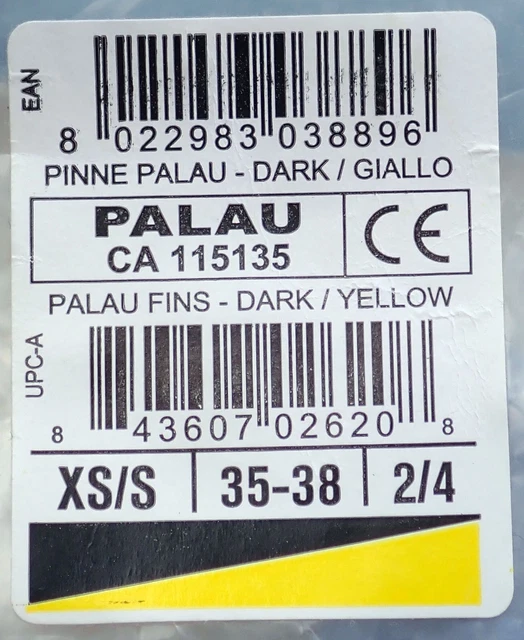 EAN
8 022983 038896
PINNE PALAU - DARK / GIALLO
PALAU
CA 115135
CE
PALAU FINS - DARK / YELLOW
UPC-A
8 43607 02620 8
XS/S 35-38 2/4